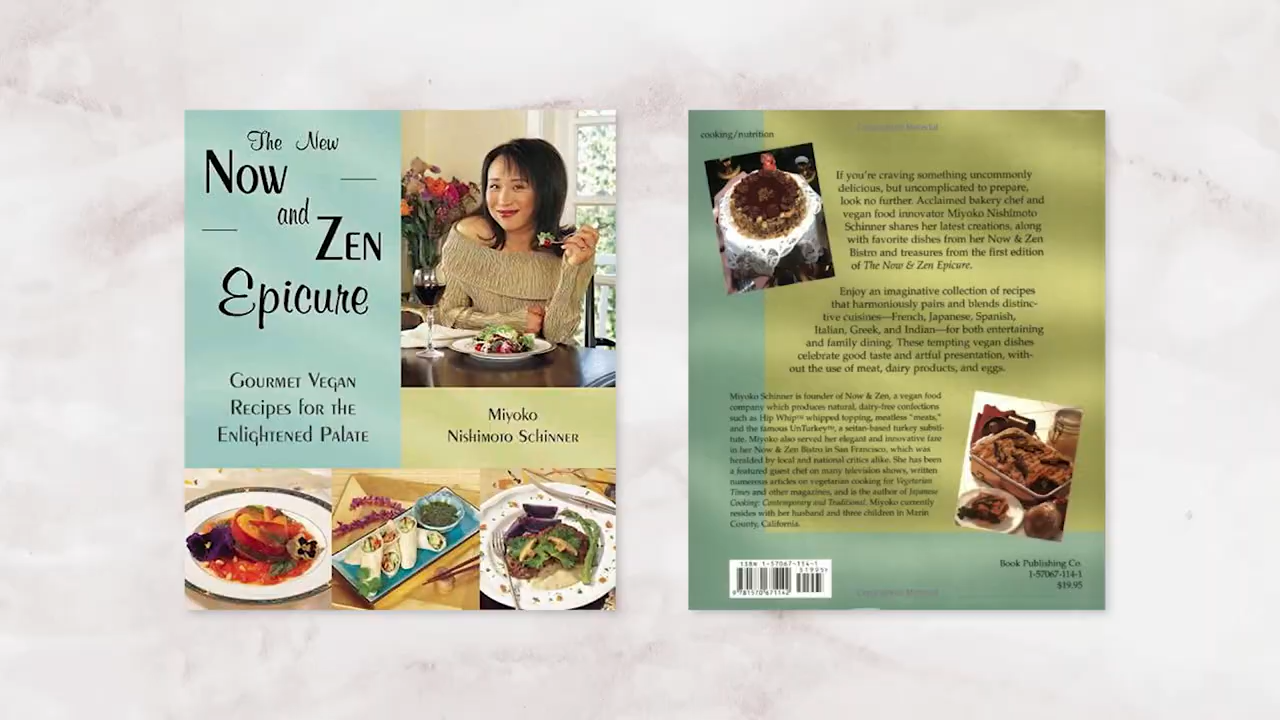 The New
Now
and
Zen
Epicure
Gourmet Vegan
Recipes for the
Enlightened Palate
Miyoko
Nishimoto Schinner
cooking/nutrition
If you're craving something uncommonly
delicious, but uncomplicated to prepare,
look no further. Acclaimed bakery chef and
vegan food innovator Miyoko Nishimoto
Schinner shares her latest creations, along
with favorite dishes from her Now & Zen
Bistro and treasures from the first edition
of The Now & Zen Epicure.
Enjoy an imaginative collection of recipes
that harmoniously pairs and blends distinc-
tive cuisines—French, Japanese, Spanish,
Italian, Greek, and Indian—for both entertaining
and family dining. These tempting vegan dishes
celebrate good taste and artful presentation, with-
out the use of meat, dairy products, and eggs.
Miyoko Schinner is founder of Now & Zen, a vegan food
company which produces natural, dairy-free confections
such as Hip Whip™ whipped topping, meatless "meats,"
and the famous UnTurkey™, a seitan-based turkey substi-
tute. Miyoko also served her elegant and innovative fare
in her Now & Zen Bistro in San Francisco, which was
heralded by local and national critics alike. She has been
a featured guest chef on many television shows, written
numerous articles on vegetarian cooking for Vegetarian
Times and other magazines, and is the author of Japanese
Cooking: Contemporary and Traditional. Miyoko currently
resides with her husband and three children in Marin
County, California.
ISBN 1-57067-114-1
51995>
9 781570 671142
Book Publishing Co.
1-57067-114-1
$19.95